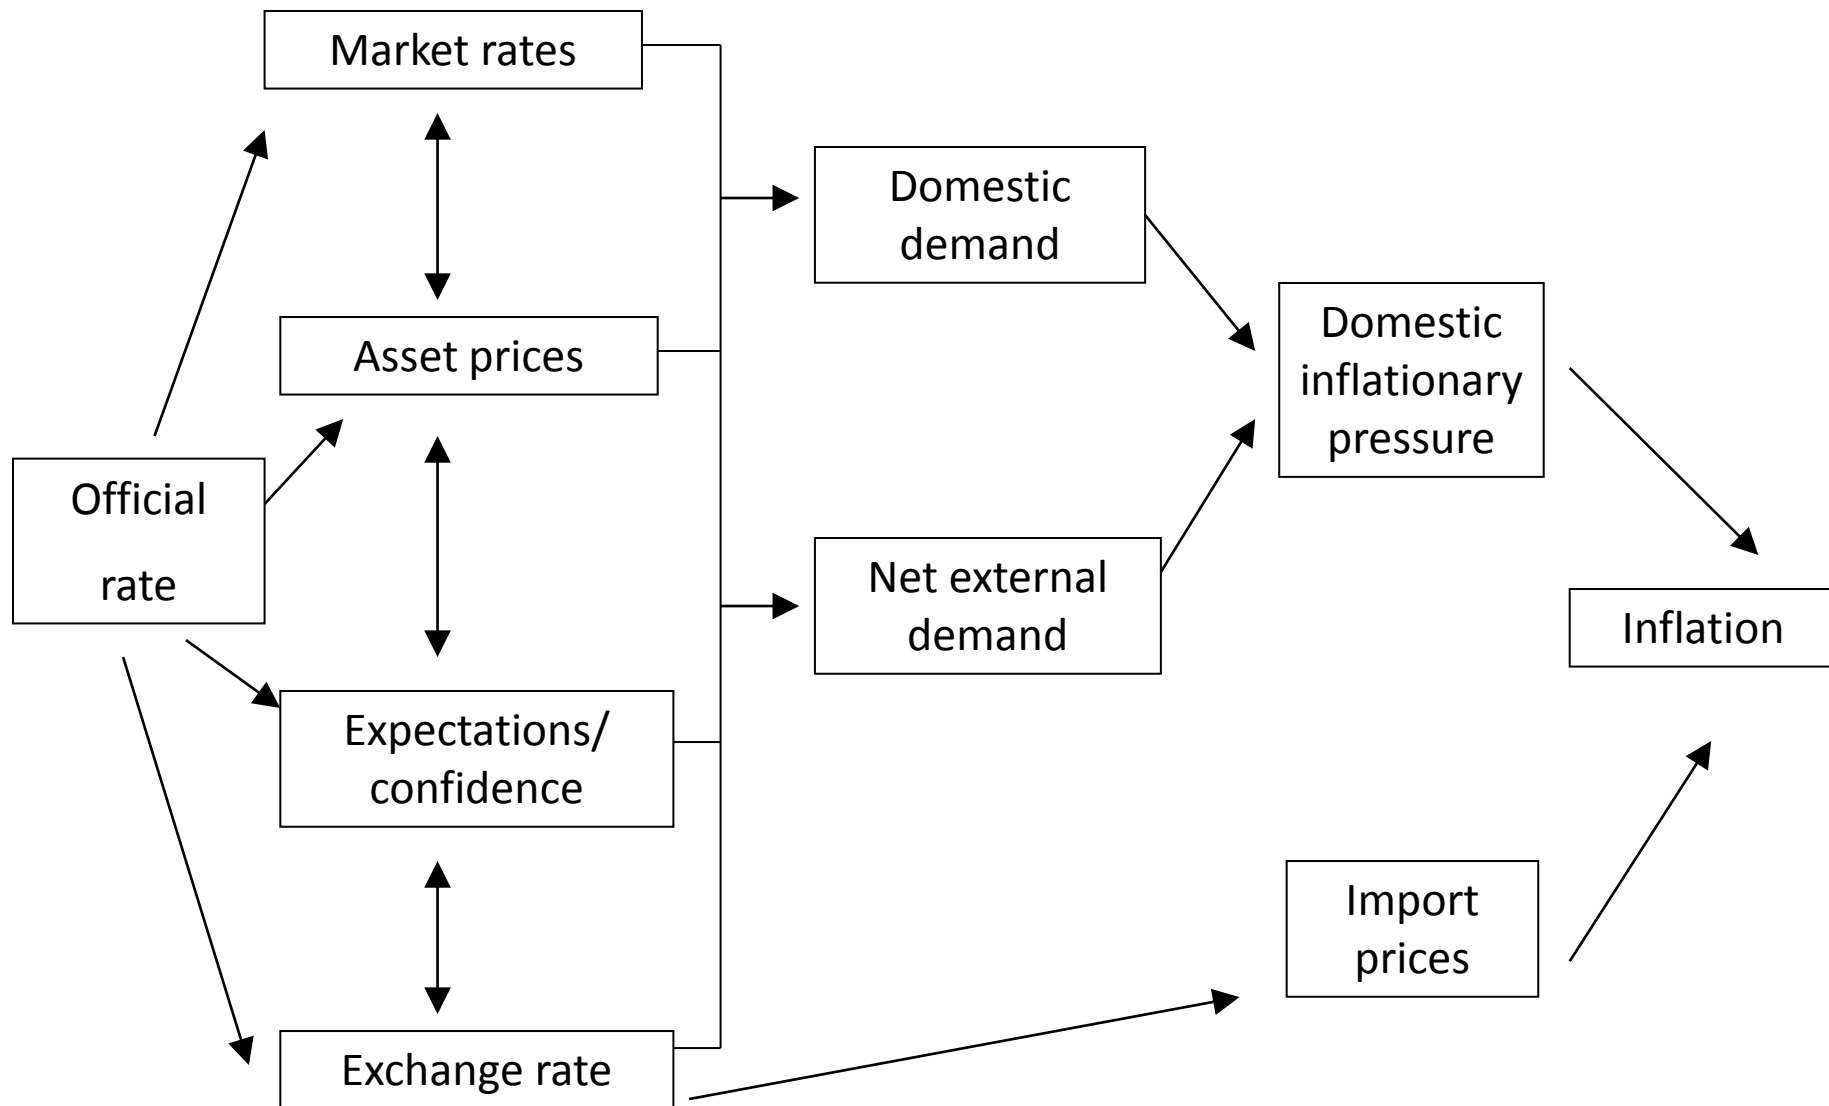 Market rates
Asset prices
Official
rate
Expectations/
confidence
Exchange rate
Domestic
demand
Net external
demand
Domestic
inflationary
pressure
Import
prices
Inflation